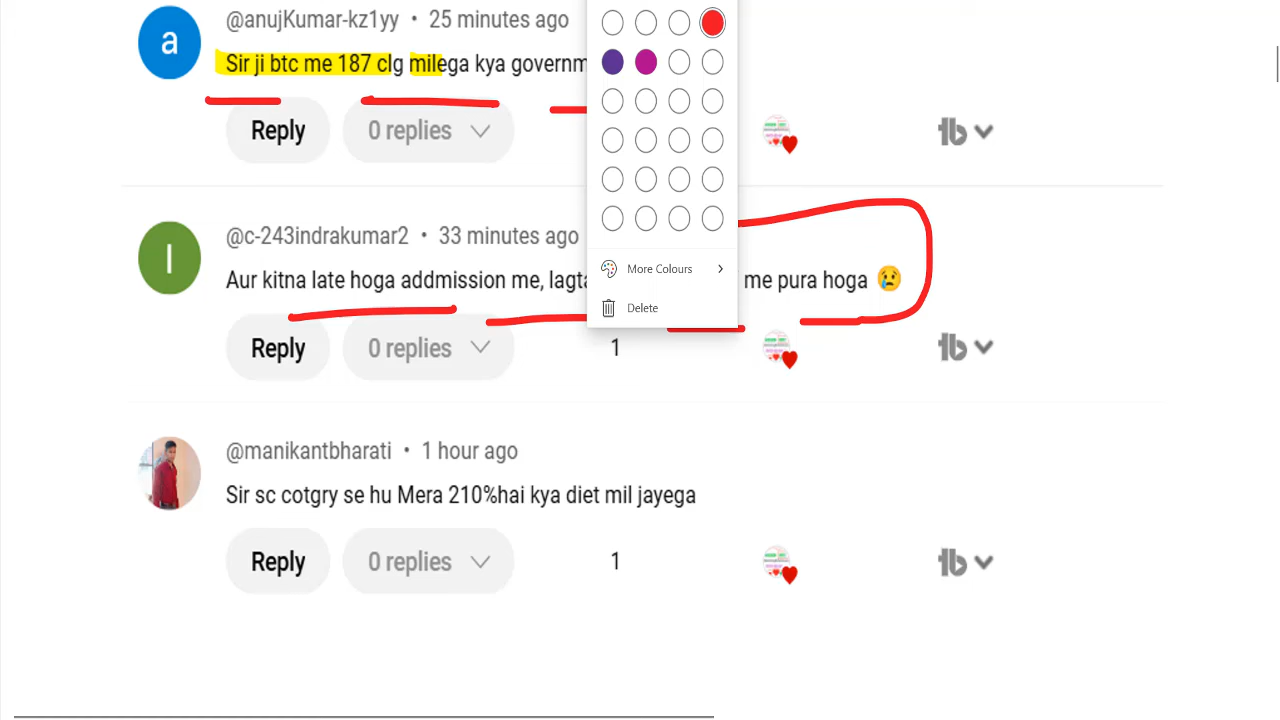 a
@anujKumar-kz1yy • 25 minutes ago
Sir ji btc me 187 clg milega kya governm
Reply
0 replies
I
@c-243indrakumar2 • 33 minutes ago
Aur kitna late hoga addmission me, lagta me pura hoga 😢
More Colours
Delete
Reply
0 replies
1
@manikantbharati • 1 hour ago
Sir sc cotgry se hu Mera 210%hai kya diet mil jayega
Reply
0 replies
1